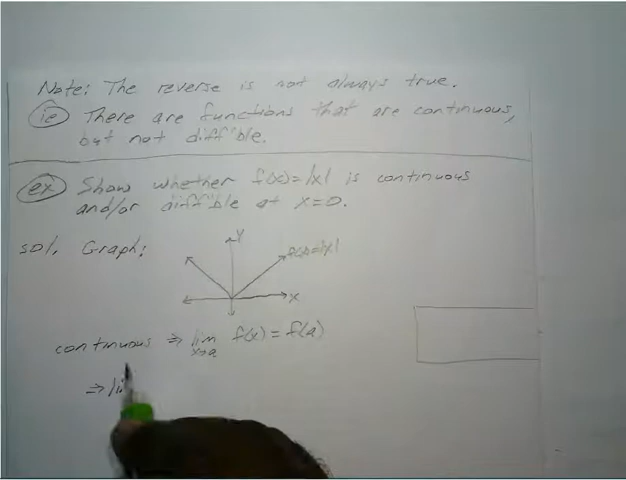 Note: The reverse is not always true.
ie There are functions that are continuous,
but not diff'ble.
ex Show whether f(x)=|x| is continuous
and/or diff'ble at x=0.
sol. Graph:
y
f(x)=|x|
x
continuous ⇒ lim f(x) = f(a)
x→a
⇒ li